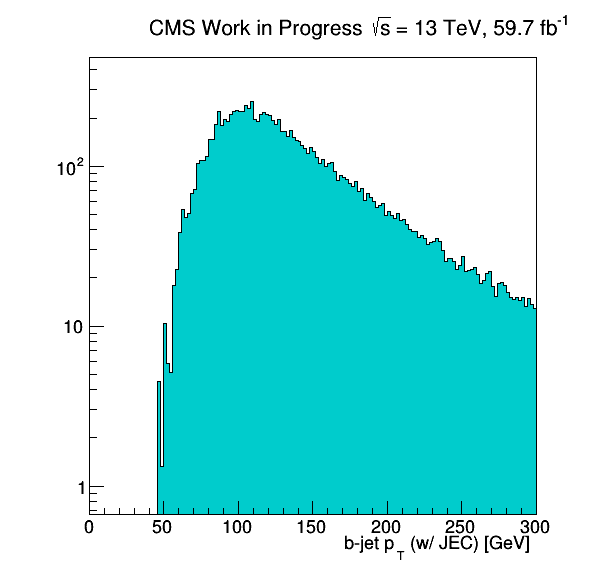 CMS Work in Progress √s = 13 TeV, 59.7 fb⁻¹
10²
10
1
0 50 100 150 200 250 300
b-jet p_T (w/ JEC) [GeV]